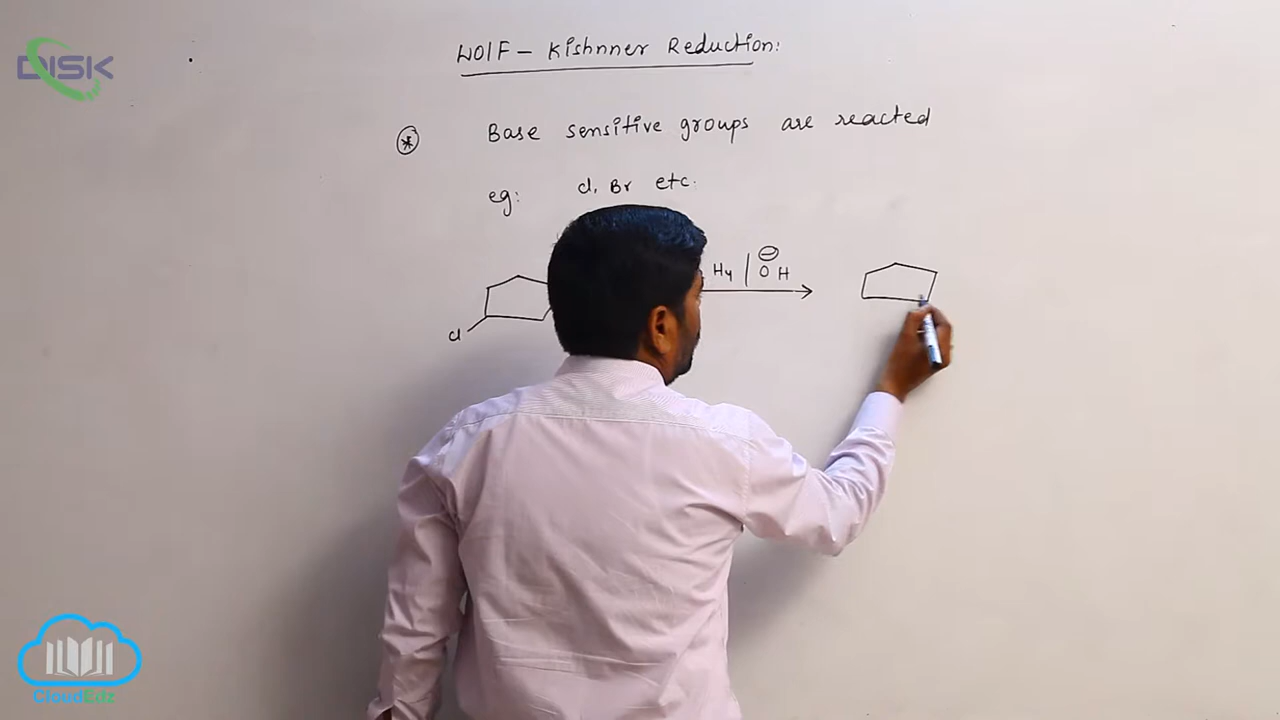 DISK
WOLF - Kishnner Reduction:
* Base sensitive groups are reacted
eg: Cl, Br etc.
H4 | OH
Cl
CloudEdz